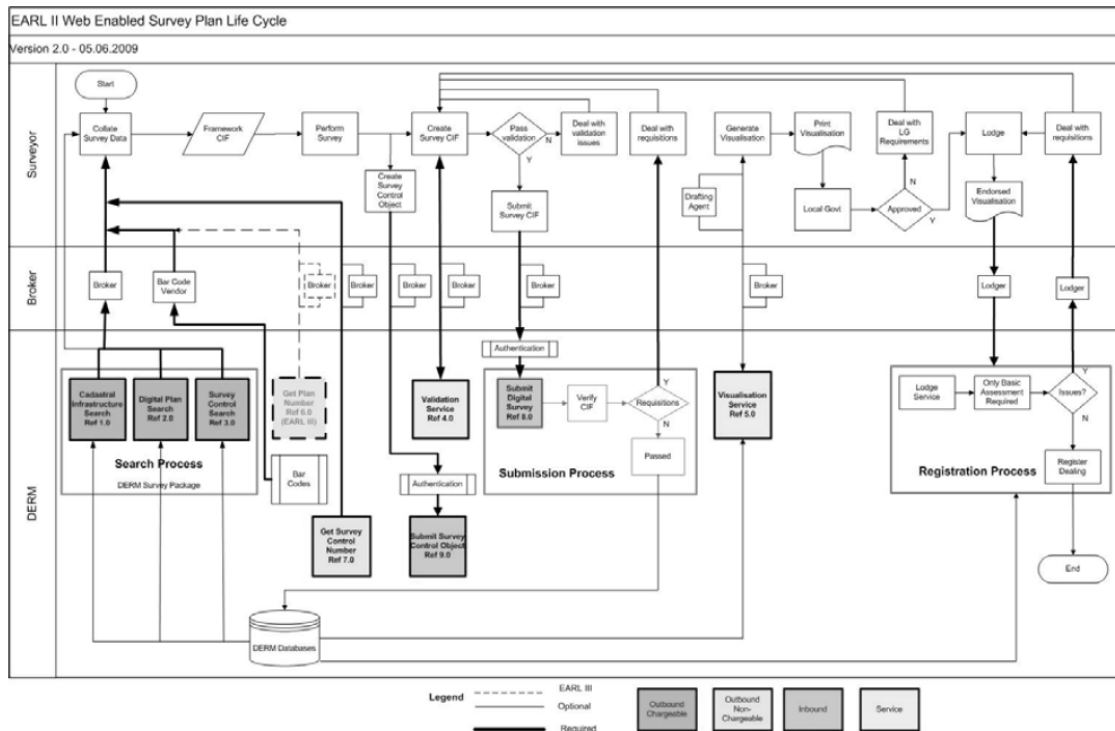 EARL II Web Enabled Survey Plan Life Cycle
Version 2.0 - 05.06.2009
Surveyor
Start
Collate
Survey Data
Framework
CIF
Perform
Survey
Create
Survey CIF
Pass
validation
N
Y
Deal with
validation
issues
Deal with
requisitions
Generate
Visualisation
Print
Visualisation
Deal with
LG
Requirements
Lodge
Deal with
requisitions
Create
Survey
Control
Object
Submit
Survey CIF
Drafting
Agent
Local Govt
N
Approved
Y
Endorsed
Visualisation
Broker
Broker
Bar Code
Vendor
Broker
Broker
Broker
Broker
Broker
Broker
Lodger
Lodger
DERM
Authentication
Cadastral
Infrastructure
Search
Ref 1.0
Digital Plan
Search
Ref 2.0
Survey
Control
Search
Ref 3.0
Search Process
DERM Survey Package
Get Plan
Number
Ref 6.0
(EARL III)
Bar
Codes
Get Survey
Control
Number
Ref 7.0
Validation
Service
Ref 4.0
Authentication
Submit Survey
Control Object
Ref 9.0
Submit
Digital
Survey
Ref 8.0
Verify
CIF
Y
Requisitions
N
Passed
Submission Process
Visualisation
Service
Ref 5.0
Lodge
Service
Only Basic
Assessment
Required
Y
Issues?
N
Register
Dealing
Registration Process
End
DERM Databases
Legend
EARL III
Optional
Required
Outbound
Chargeable
Outbound
Non-
Chargeable
Inbound
Service